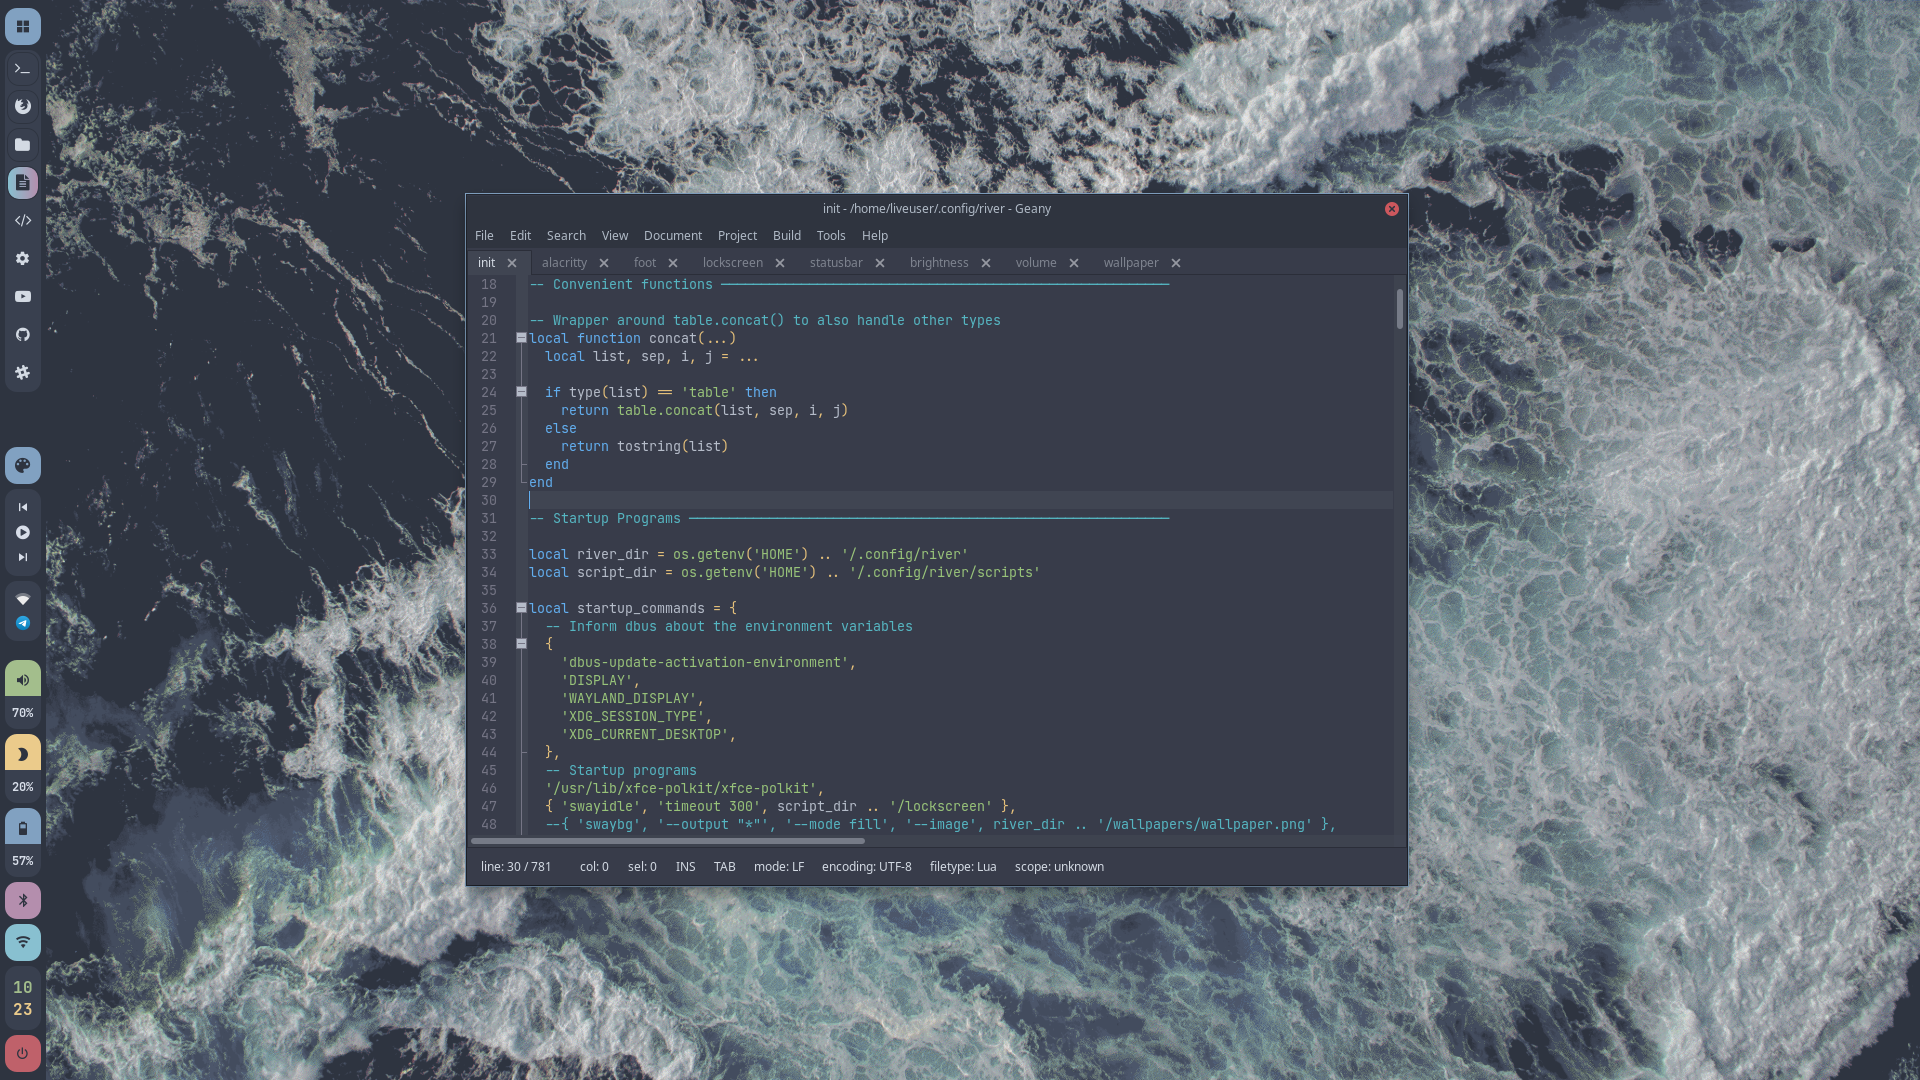 init - /home/liveuser/.config/river - Geany
File Edit Search View Document Project Build Tools Help
init alacritty foot lockscreen statusbar brightness volume wallpaper
18 -- Convenient functions ────────────────────────────────────────────────────────
19
20 -- Wrapper around table.concat() to also handle other types
21 local function concat(...)
22   local list, sep, i, j = ...
23
24   if type(list) == 'table' then
25     return table.concat(list, sep, i, j)
26   else
27     return tostring(list)
28   end
29 end
30
31 -- Startup Programs ────────────────────────────────────────────────────────────
32
33 local river_dir = os.getenv('HOME') .. '/.config/river'
34 local script_dir = os.getenv('HOME') .. '/.config/river/scripts'
35
36 local startup_commands = {
37   -- Inform dbus about the environment variables
38   {
39     'dbus-update-activation-environment',
40     'DISPLAY',
41     'WAYLAND_DISPLAY',
42     'XDG_SESSION_TYPE',
43     'XDG_CURRENT_DESKTOP',
44   },
45   -- Startup programs
46   '/usr/lib/xfce-polkit/xfce-polkit',
47   { 'swayidle', 'timeout 300', script_dir .. '/lockscreen' },
48   --{ 'swaybg', '--output "*"', '--mode fill', '--image', river_dir .. '/wallpapers/wallpaper.png' },
line: 30 / 781 col: 0 sel: 0 INS TAB mode: LF encoding: UTF-8 filetype: Lua scope: unknown
70%
20%
57%
10
23